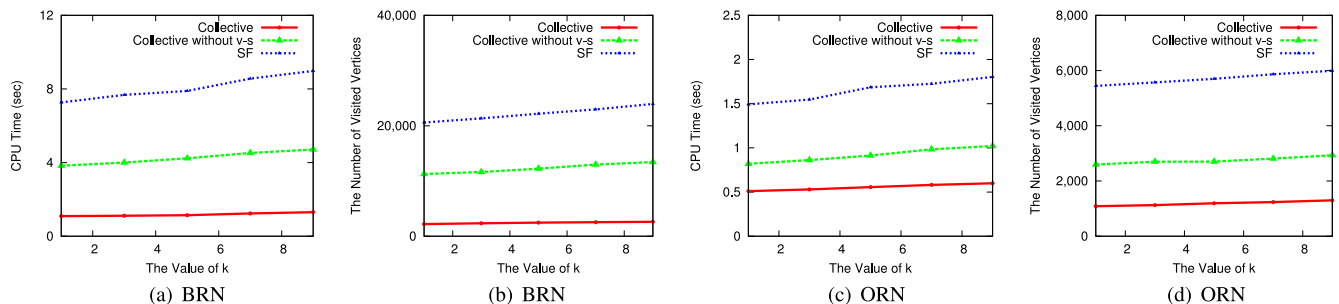 12
8
4
0
CPU Time (sec)
Collective
Collective without v-s
SF
2 4 6 8
The Value of k
(a) BRN
40,000
20,000
0
The Number of Visited Vertices
Collective
Collective without v-s
SF
2 4 6 8
The Value of k
(b) BRN
2.5
2
1.5
1
0.5
0
CPU Time (sec)
Collective
Collective without v-s
SF
2 4 6 8
The Value of k
(c) ORN
8,000
6,000
4,000
2,000
0
The Number of Visited Vertices
Collective
Collective without v-s
SF
2 4 6 8
The Value of k
(d) ORN